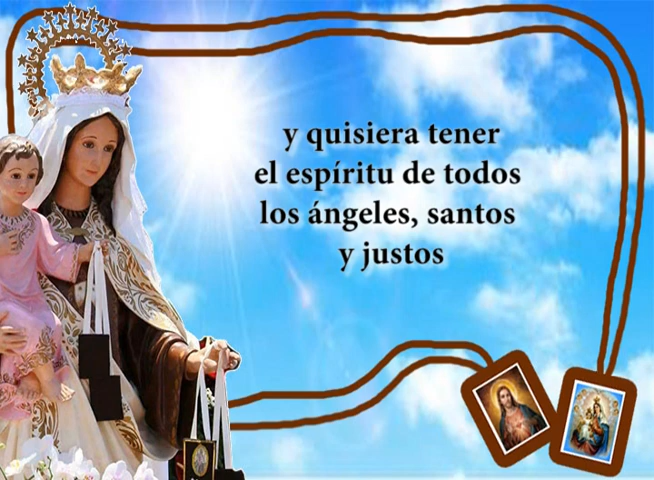 y quisiera tener
el espíritu de todos
los ángeles, santos
y justos